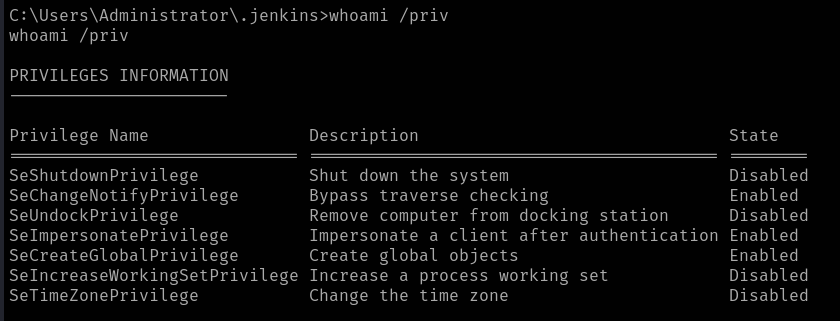 C:\Users\Administrator\.jenkins>whoami /priv
whoami /priv
PRIVILEGES INFORMATION
Privilege Name Description State
SeShutdownPrivilege Shut down the system Disabled
SeChangeNotifyPrivilege Bypass traverse checking Enabled
SeUndockPrivilege Remove computer from docking station Disabled
SeImpersonatePrivilege Impersonate a client after authentication Enabled
SeCreateGlobalPrivilege Create global objects Enabled
SeIncreaseWorkingSetPrivilege Increase a process working set Disabled
SeTimeZonePrivilege Change the time zone Disabled